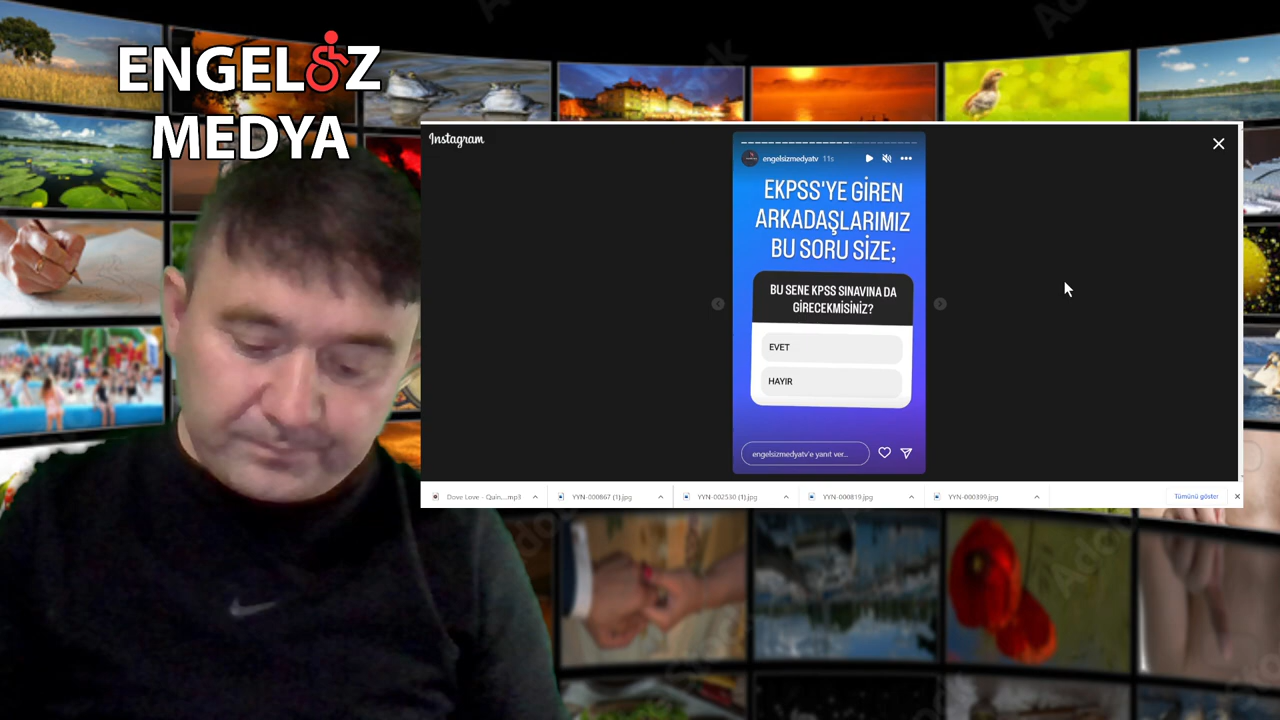 ENGELSİZ
MEDYA
Instagram
engelsizmedyatv 11s
EKPSS'YE GİREN
ARKADAŞLARIMIZ
BU SORU SİZE;
BU SENE KPSS SINAVINA DA
GİRECEKMİSİNİZ?
EVET
HAYIR
engelsizmedyatv'e yanıt ver...
Dove Love - Quin....mp3 YYN-000867 (1).jpg YYN-002530 (1).jpg YYN-000819.jpg YYN-000399.jpg Tümünü göster